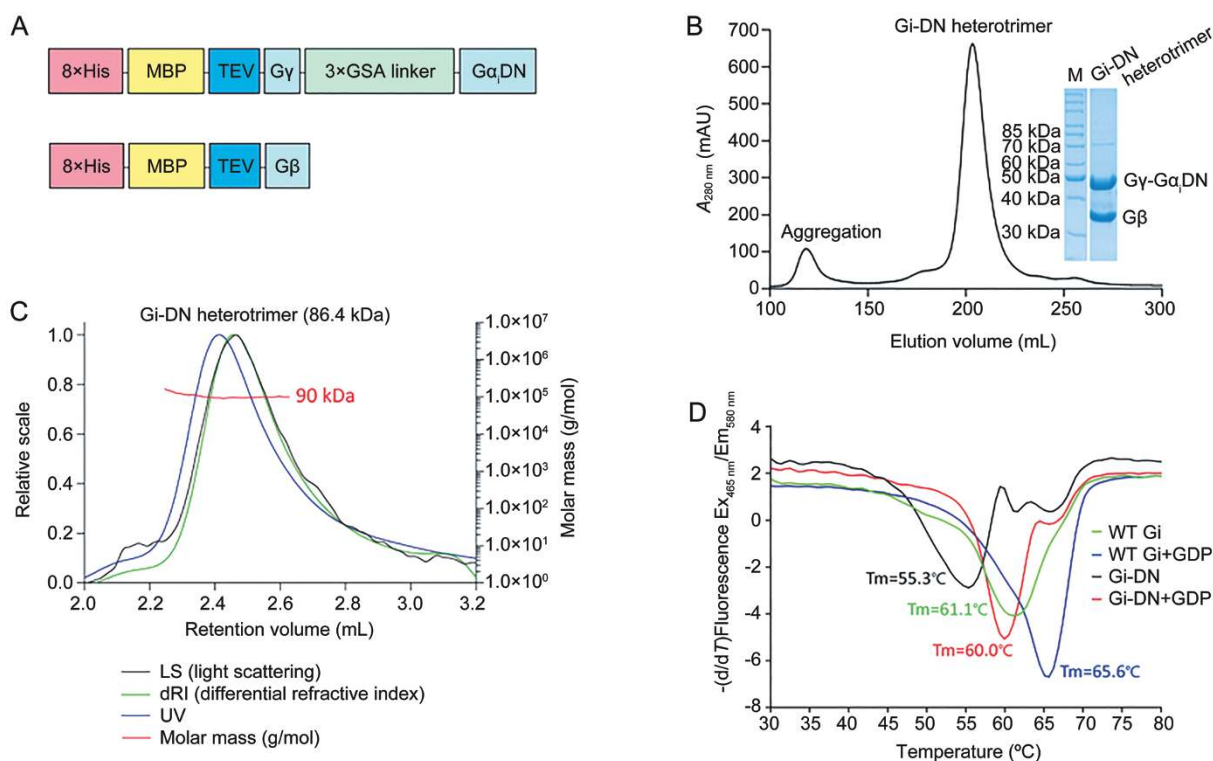 A
8×His MBP TEV Gγ 3×GSA linker GαiDN
8×His MBP TEV Gβ
B
Gi-DN heterotrimer
A280 nm (mAU)
700
600
500
400
300
200
100
0
Aggregation
M
Gi-DN heterotrimer
85 kDa
70 kDa
60 kDa
50 kDa
40 kDa
30 kDa
Gγ-GαiDN
Gβ
100 150 200 250 300
Elution volume (mL)
C
Gi-DN heterotrimer (86.4 kDa)
Relative scale
1.0
0.8
0.6
0.4
0.2
0.0
90 kDa
1.0×10⁷
1.0×10⁶
1.0×10⁵
1.0×10⁴
1.0×10³
1.0×10²
1.0×10¹
1.0×10⁰
Molar mass (g/mol)
2.0 2.2 2.4 2.6 2.8 3.0 3.2
Retention volume (mL)
LS (light scattering)
dRI (differential refractive index)
UV
Molar mass (g/mol)
D
-(d/dT)Fluorescence Ex465 nm/Em580 nm
4
2
0
-2
-4
-6
-8
Tm=55.3℃
Tm=61.1℃
Tm=60.0℃
Tm=65.6℃
WT Gi
WT Gi+GDP
Gi-DN
Gi-DN+GDP
30 35 40 45 50 55 60 65 70 75 80
Temperature (ºC)